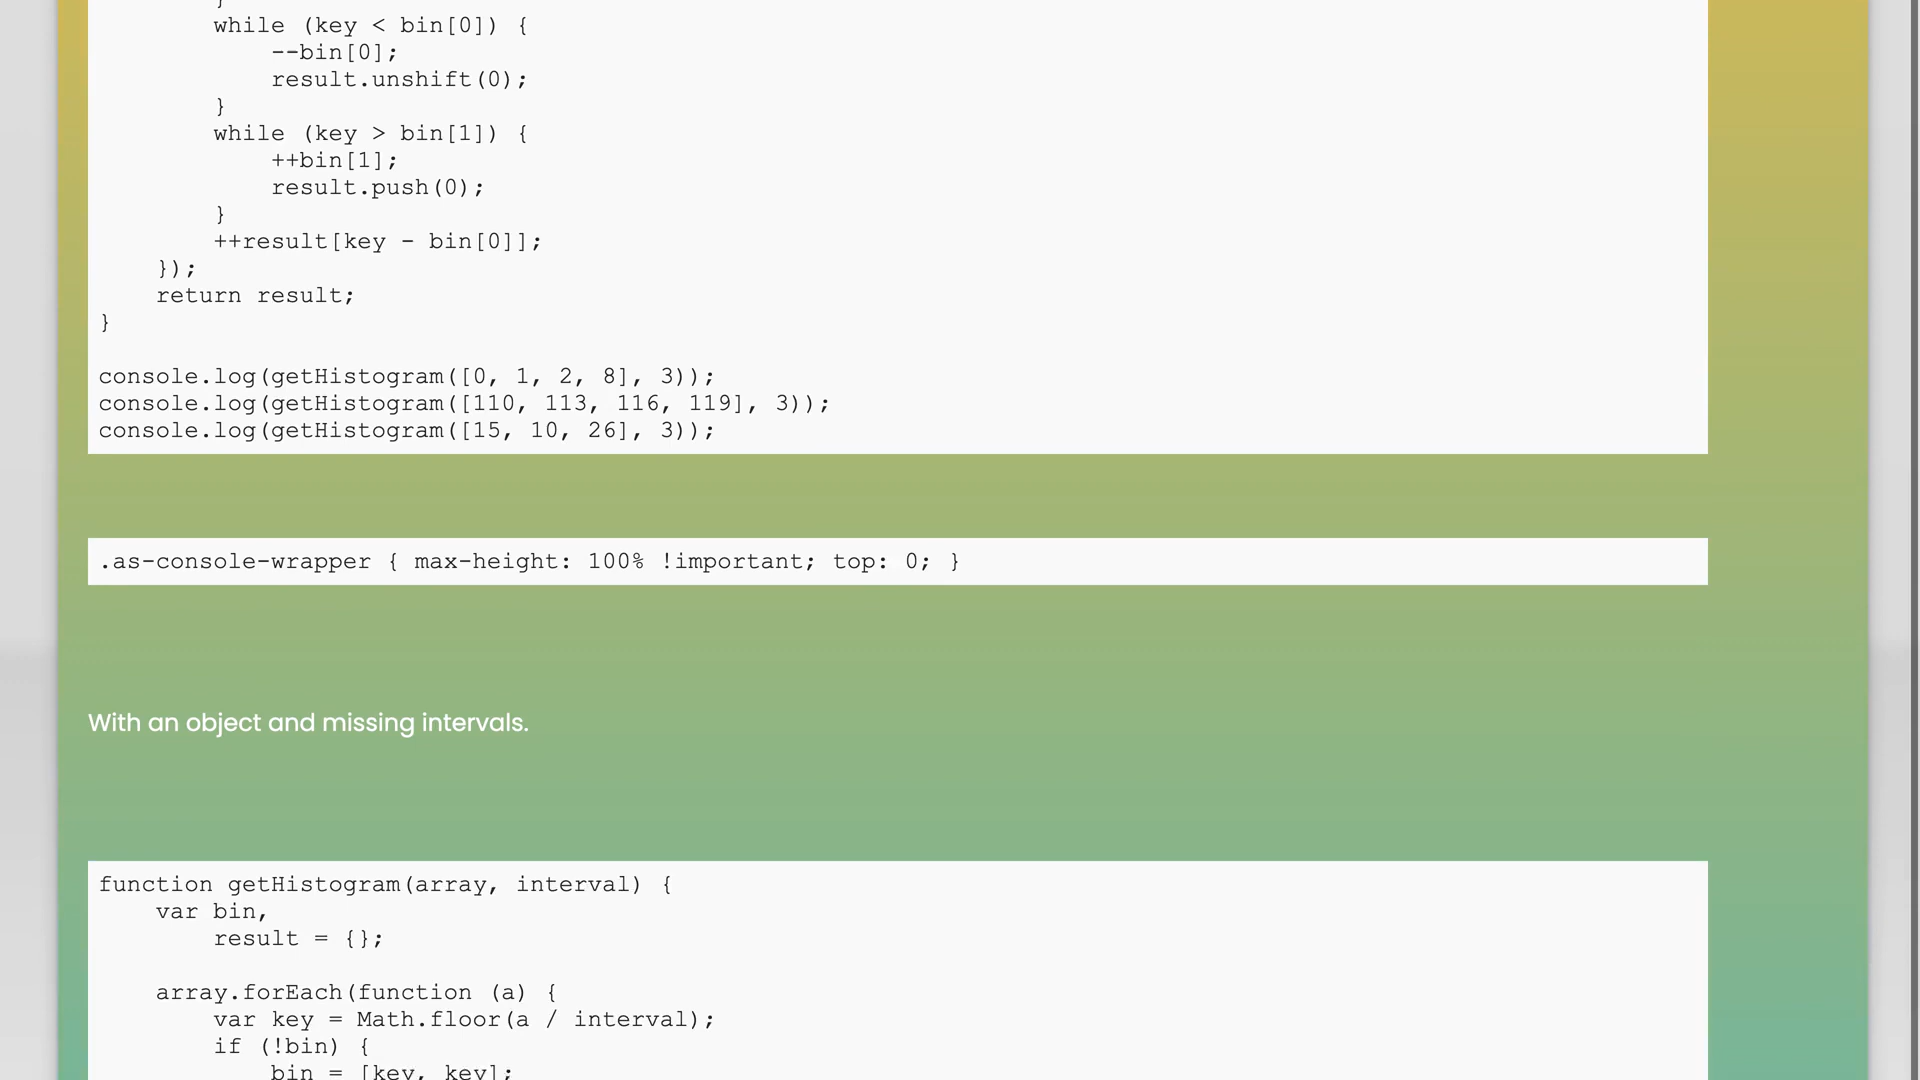 }
while (key < bin[0]) {
--bin[0];
result.unshift(0);
}
while (key > bin[1]) {
++bin[1];
result.push(0);
}
++result[key - bin[0]];
});
return result;
}
console.log(getHistogram([0, 1, 2, 8], 3));
console.log(getHistogram([110, 113, 116, 119], 3));
console.log(getHistogram([15, 10, 26], 3));
.as-console-wrapper { max-height: 100% !important; top: 0; }
With an object and missing intervals.
function getHistogram(array, interval) {
var bin,
result = {};
array.forEach(function (a) {
var key = Math.floor(a / interval);
if (!bin) {
bin = [key, key];